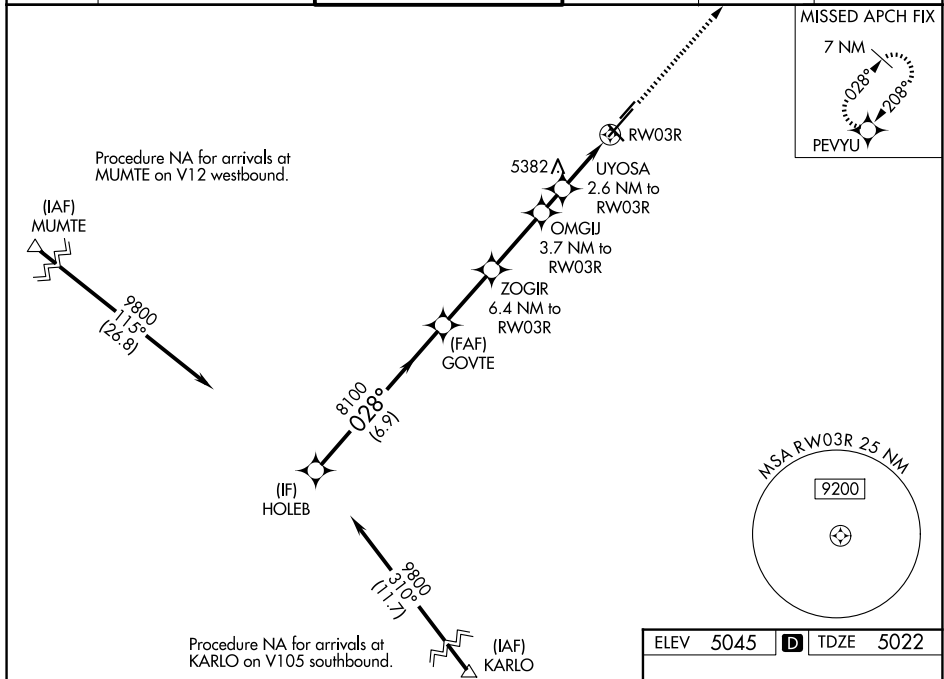 MISSED APCH FIX
7 NM
028°
208°
PEVYU
RW03R
5382
UYOSA
2.6 NM to
RW03R
OMGIJ
3.7 NM to
RW03R
ZOGIR
6.4 NM to
RW03R
(FAF)
GOVTE
Procedure NA for arrivals at
MUMTE on V12 westbound.
(IAF)
MUMTE
9800
115°
(26.8)
8100
028°
(6.9)
(IF)
HOLEB
9800
310°
(11.7)
Procedure NA for arrivals at
KARLO on V105 southbound.
(IAF)
KARLO
MSA RW03R 25 NM
9200
ELEV 5045 D TDZE 5022